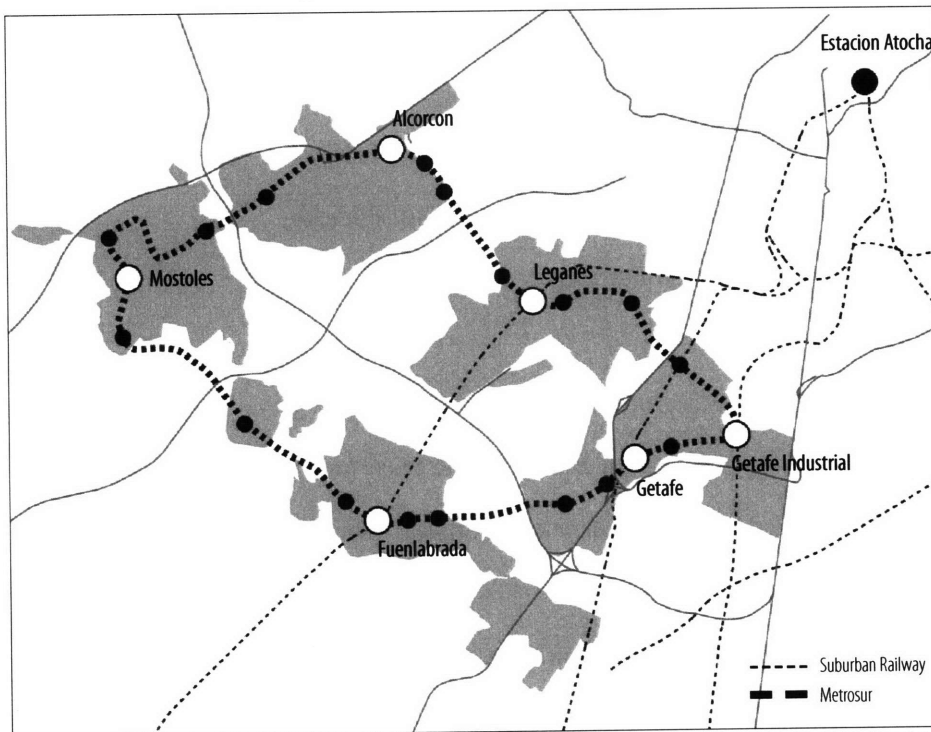 Estacion Atocha
Alcorcon
Leganes
Mostoles
Getafe Industrial
Getafe
Fuenlabrada
Suburban Railway
Metrosur